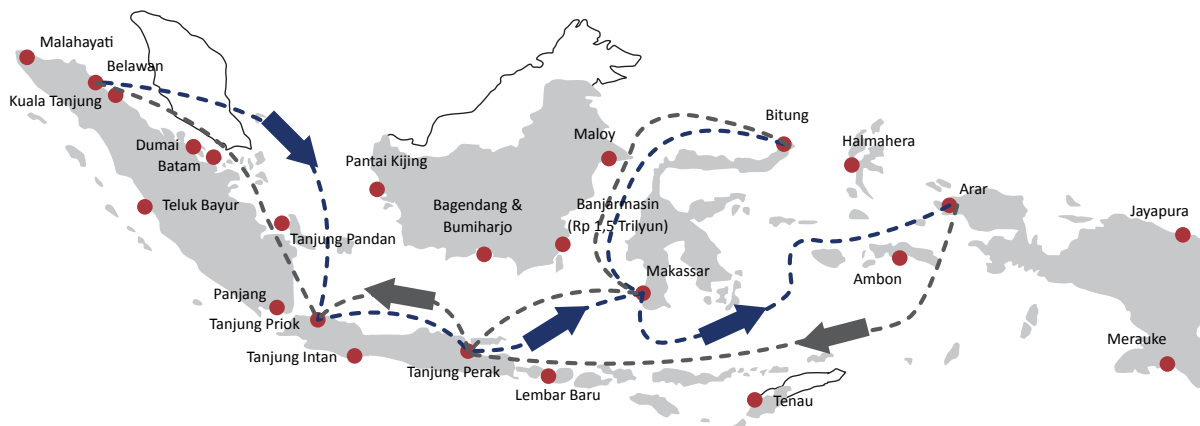 Malahayati
Belawan
Kuala Tanjung
Dumai
Batam
Teluk Bayur
Tanjung Pandan
Panjang
Tanjung Priok
Tanjung Intan
Tanjung Perak
Lembar Baru
Pantai Kijing
Bagendang &
Bumiharjo
Maloy
Banjarmasin
(Rp 1,5 Trilyun)
Makassar
Bitung
Halmahera
Arar
Ambon
Jayapura
Merauke
Tenau